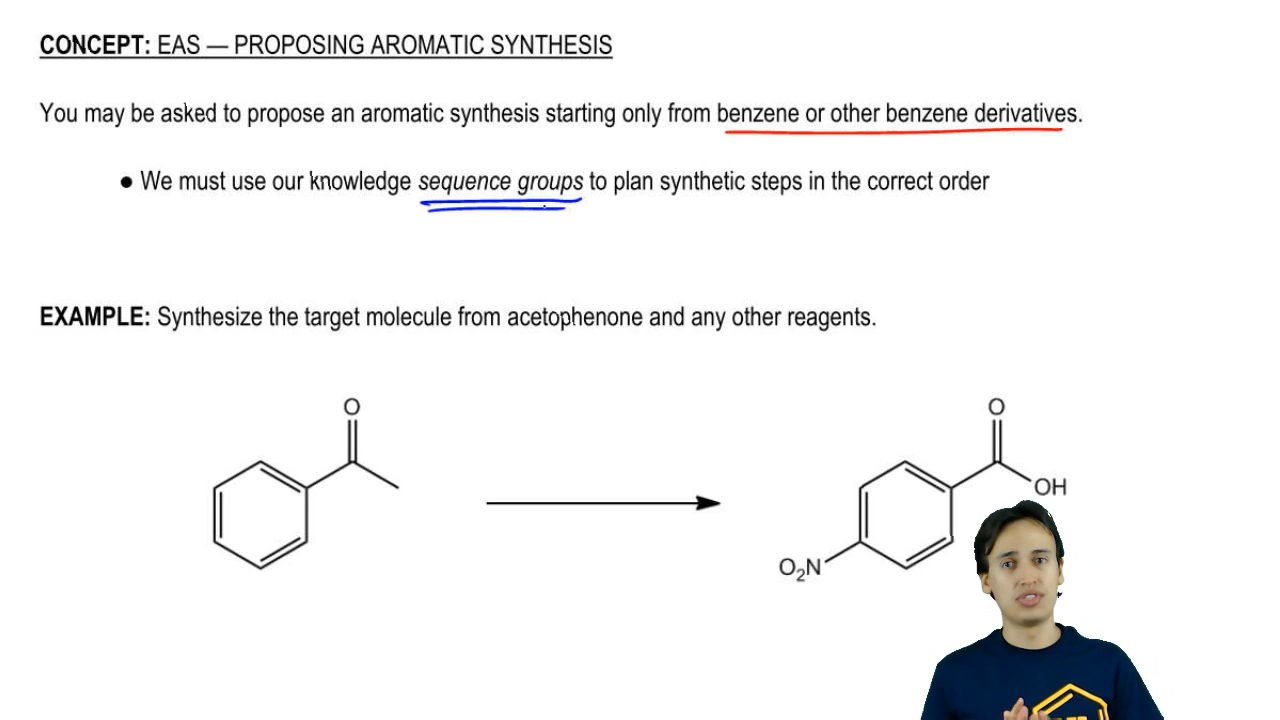 CONCEPT: EAS — PROPOSING AROMATIC SYNTHESIS
You may be asked to propose an aromatic synthesis starting only from benzene or other benzene derivatives.
● We must use our knowledge sequence groups to plan synthetic steps in the correct order
EXAMPLE: Synthesize the target molecule from acetophenone and any other reagents.
O
O
OH
O₂N